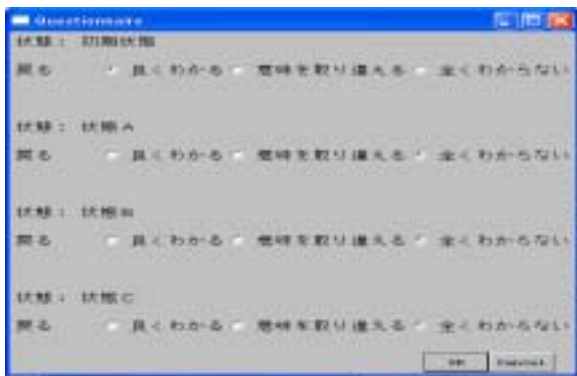 Questionnaire
状態： 初期状態
戻る 良くわかる 意味を取り違える 全くわからない
状態： 状態A
戻る 良くわかる 意味を取り違える 全くわからない
状態： 状態B
戻る 良くわかる 意味を取り違える 全くわからない
状態： 状態C
戻る 良くわかる 意味を取り違える 全くわからない
OK